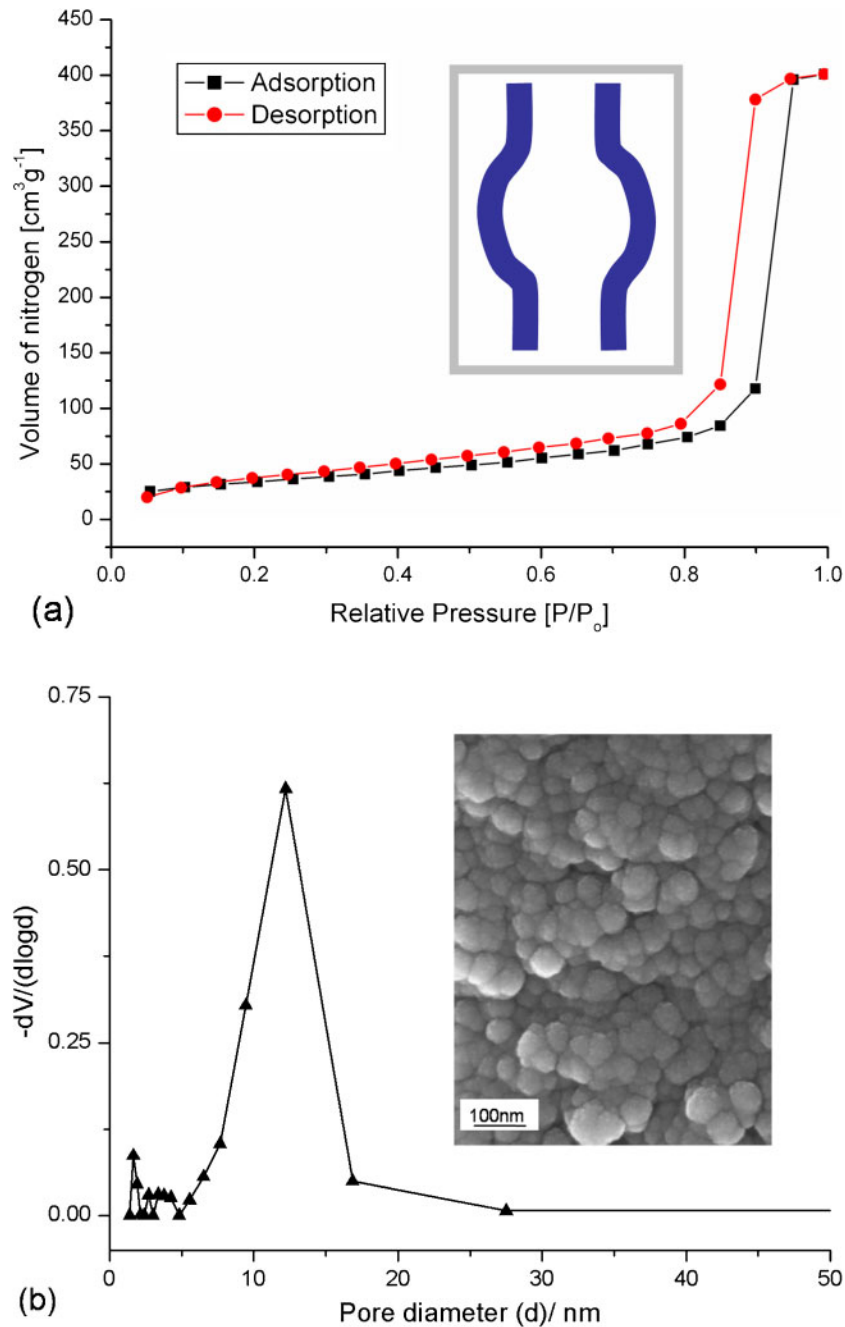 450
400
350
300
250
200
150
100
50
0
Volume of nitrogen [cm³g⁻¹]
Adsorption
Desorption
0.0 0.2 0.4 0.6 0.8 1.0
(a)
Relative Pressure [P/Pₒ]
0.75
0.50
0.25
0.00
-dV/(dlogd)
100nm
0 10 20 30 40 50
(b)
Pore diameter (d)/ nm